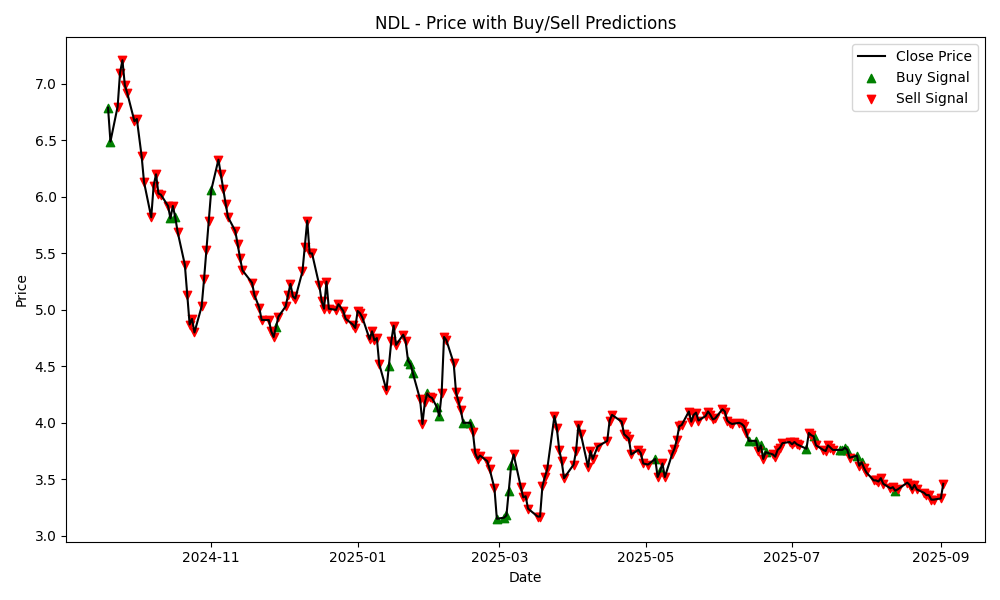 NDL - Price with Buy/Sell Predictions
Close Price
Buy Signal
Sell Signal
Price
7.0
6.5
6.0
5.5
5.0
4.5
4.0
3.5
3.0
2024-11
2025-01
2025-03
2025-05
2025-07
2025-09
Date